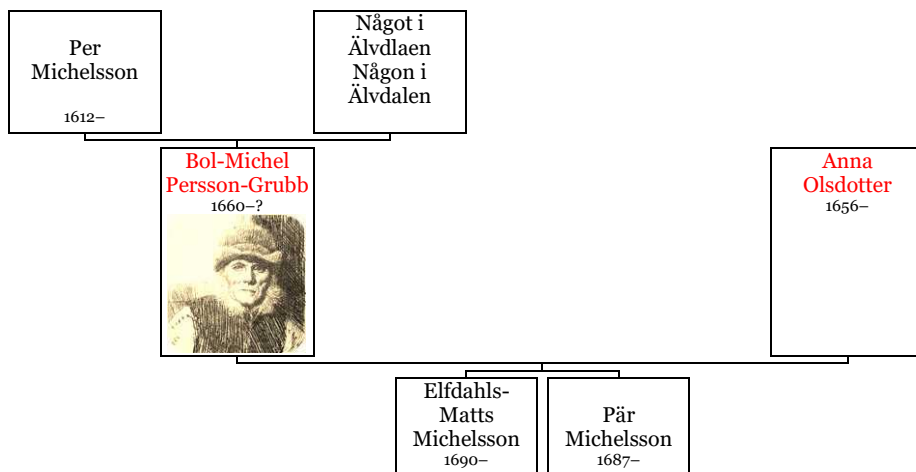 Per
Michelsson
1612–
Något i
Älvdlaen
Någon i
Älvdalen
Bol-Michel
Persson-Grubb
1660–?
Anna
Olsdotter
1656–
Elfdahls-
Matts
Michelsson
1690–
Pär
Michelsson
1687–